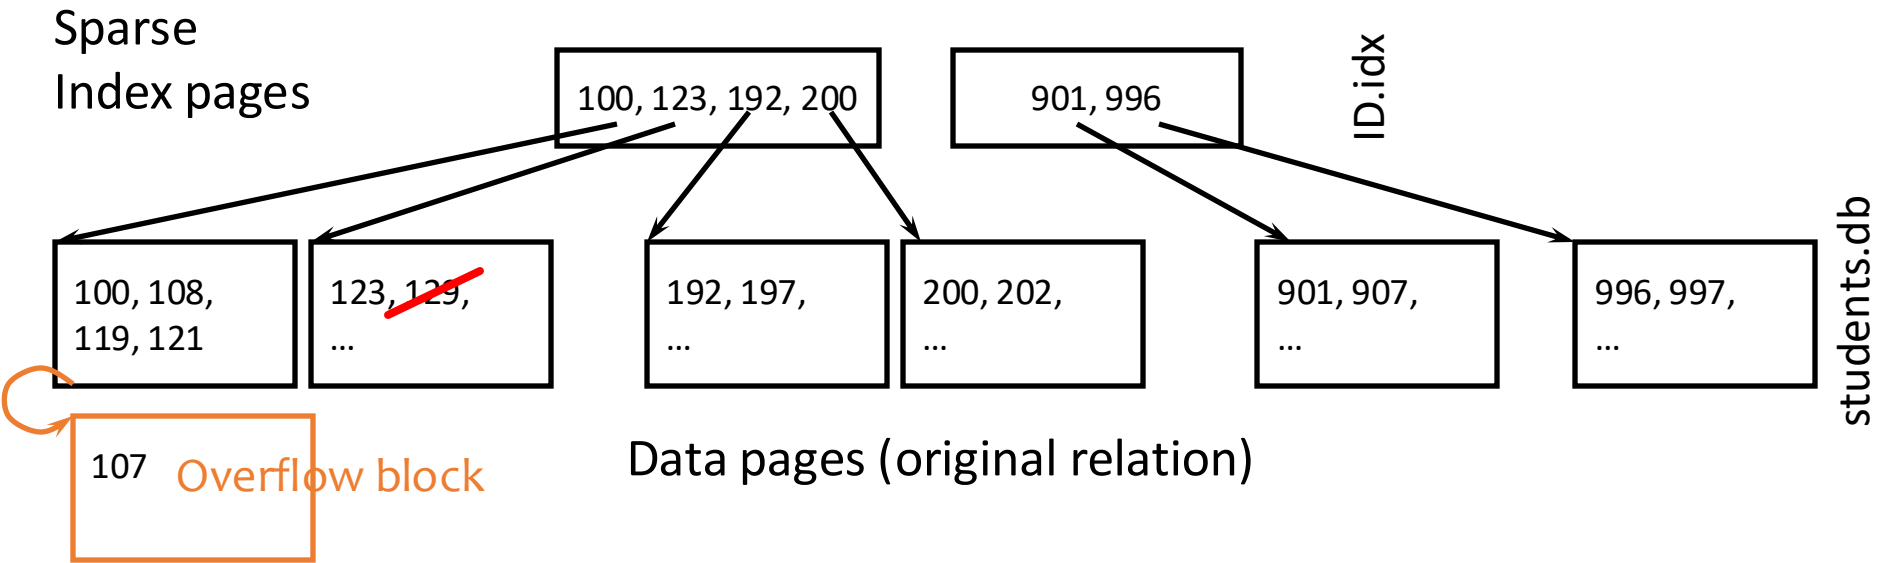 Sparse
Index pages
100, 123, 192, 200
901, 996
ID.idx
100, 108,
119, 121
123, 129,
...
192, 197,
...
200, 202,
...
901, 907,
...
996, 997,
...
students.db
107
Overflow block
Data pages (original relation)